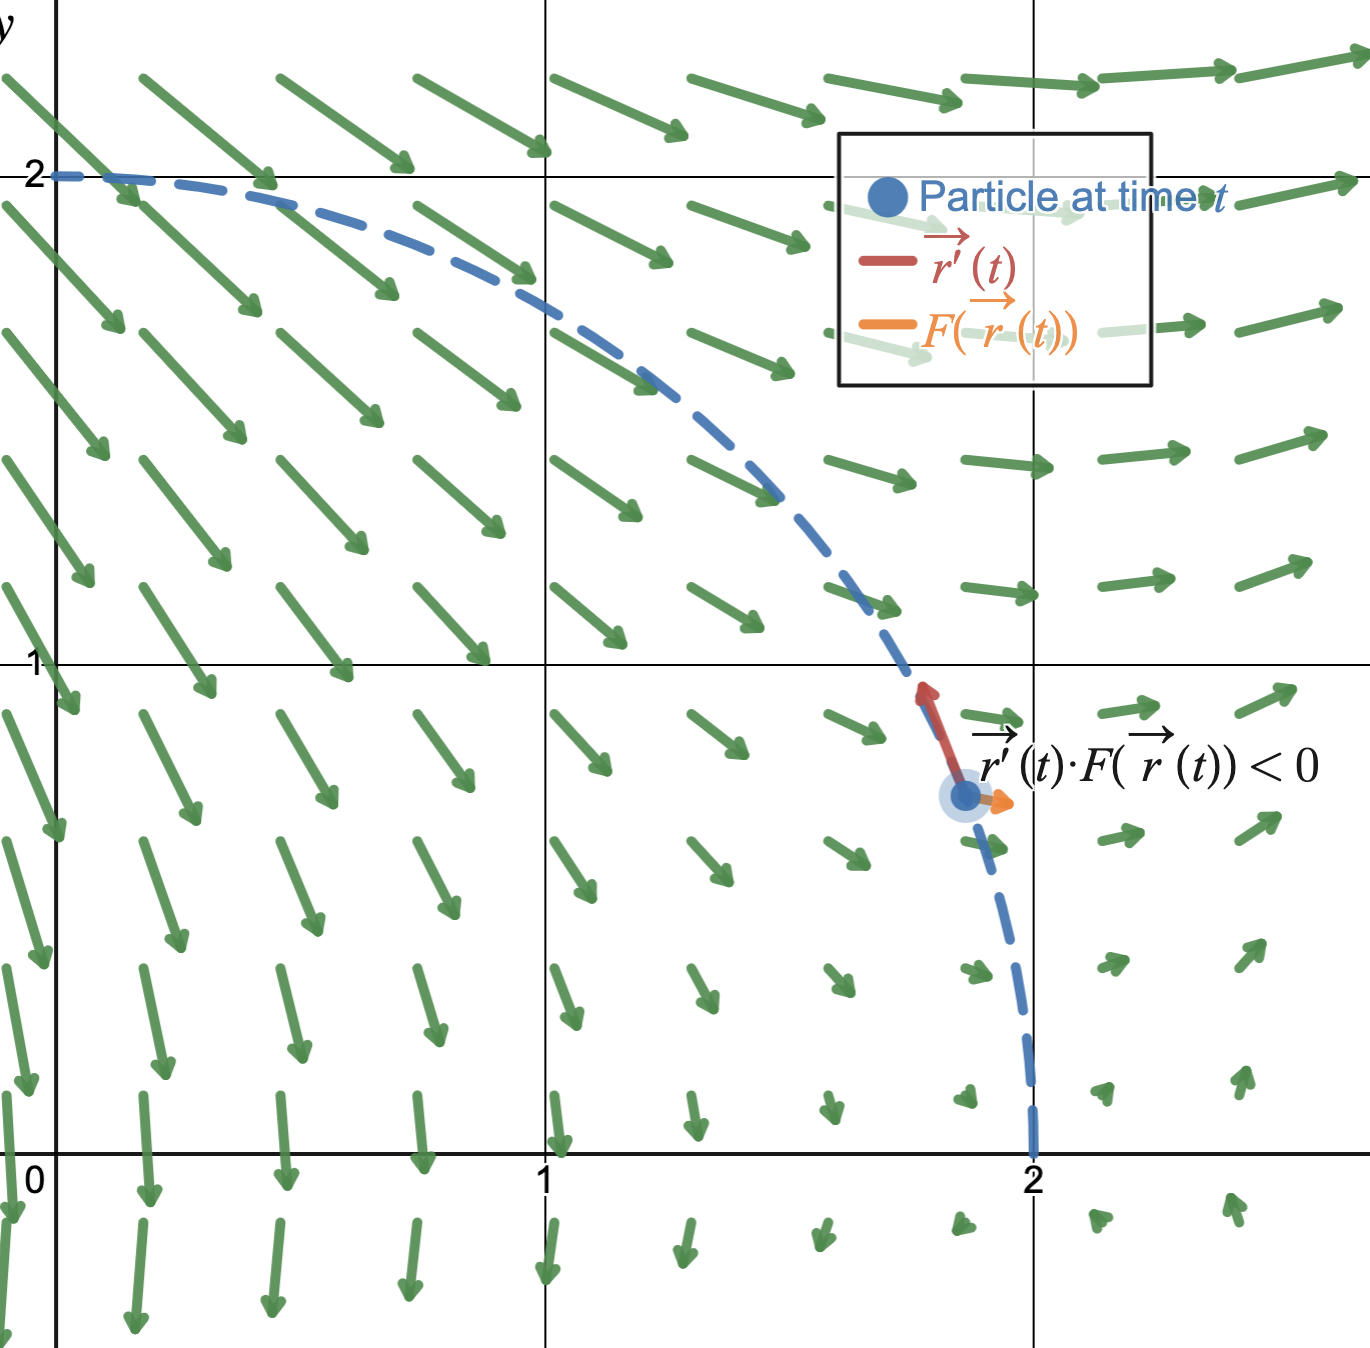 y
2
Particle at time t
r′(t)
F(r(t))
1
r′(t)·F(r(t)) < 0
0
1
2